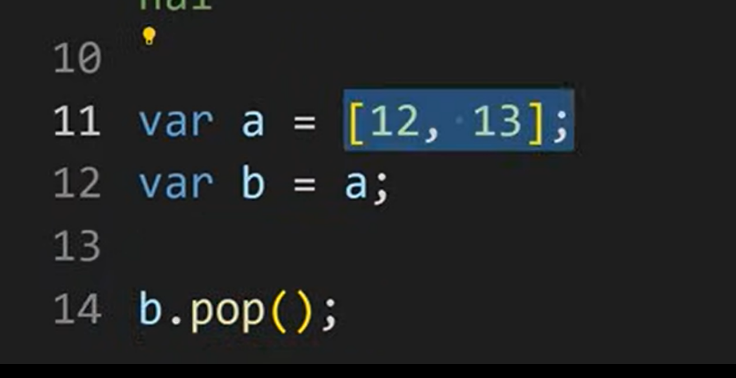 10
11 var a = [12, 13];
12 var b = a;
13
14 b.pop();